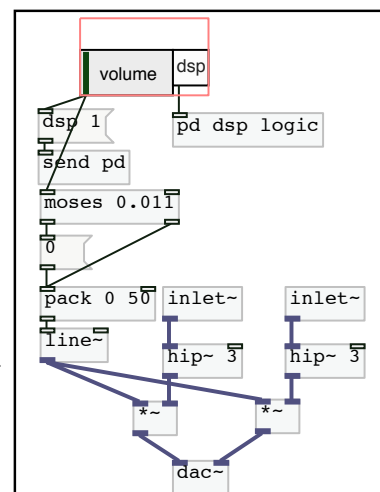 volume dsp
dsp 1 pd dsp logic
send pd
moses 0.011
0
pack 0 50 inlet~ inlet~
line~ hip~ 3 hip~ 3
*~ *~
dac~